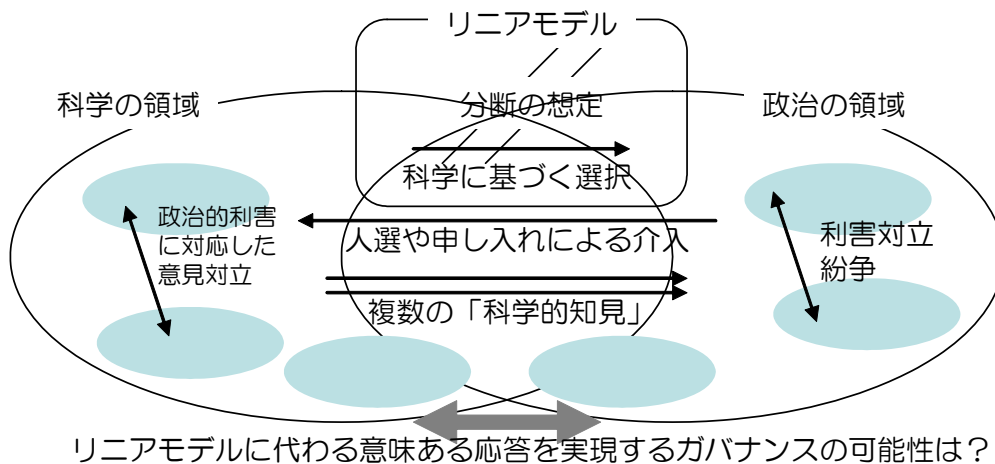 リニアモデル
科学の領域
分断の想定
政治の領域
科学に基づく選択
政治的利害
に対応した
意見対立
人選や申し入れによる介入
利害対立
紛争
複数の「科学的知見」
リニアモデルに代わる意味ある応答を実現するガバナンスの可能性は？